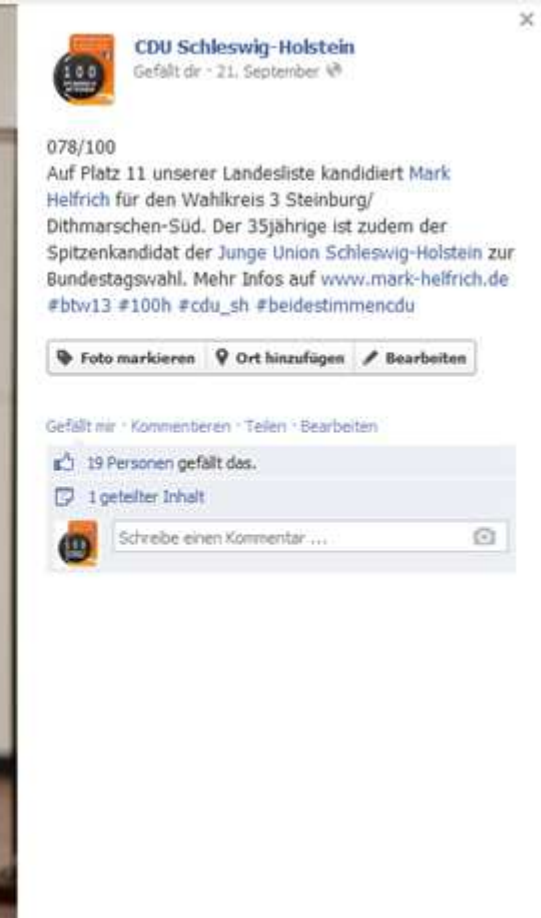 CDU Schleswig-Holstein
Gefällt dir · 21. September
078/100
Auf Platz 11 unserer Landesliste kandidiert Mark
Helfrich für den Wahlkreis 3 Steinburg/
Dithmarschen-Süd. Der 35jährige ist zudem der
Spitzenkandidat der Junge Union Schleswig-Holstein zur
Bundestagswahl. Mehr Infos auf www.mark-helfrich.de
#btw13 #100h #cdu_sh #beidestimmencdu
Foto markieren Ort hinzufügen Bearbeiten
Gefällt mir · Kommentieren · Teilen · Bearbeiten
19 Personen gefällt das.
1 geteilter Inhalt
Schreibe einen Kommentar ...
100